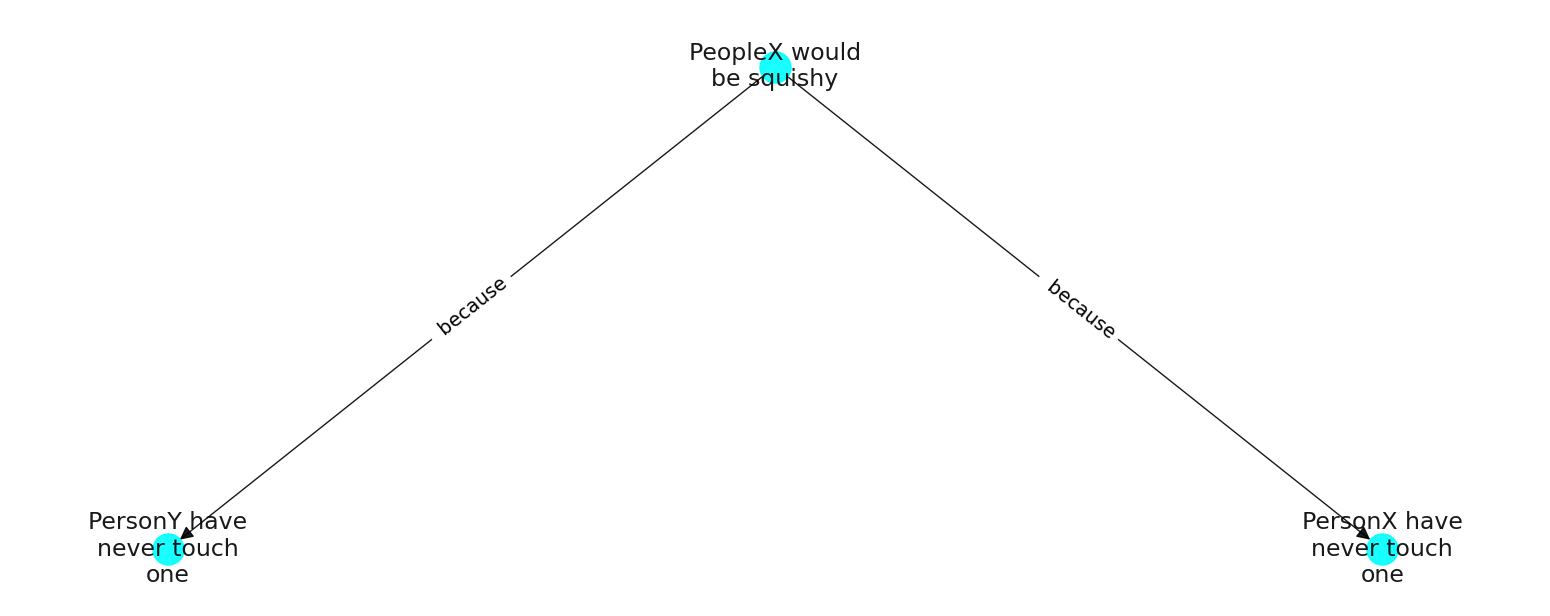 PeopleX would
be squishy
because
because
PersonY have
never touch
one
PersonX have
never touch
one